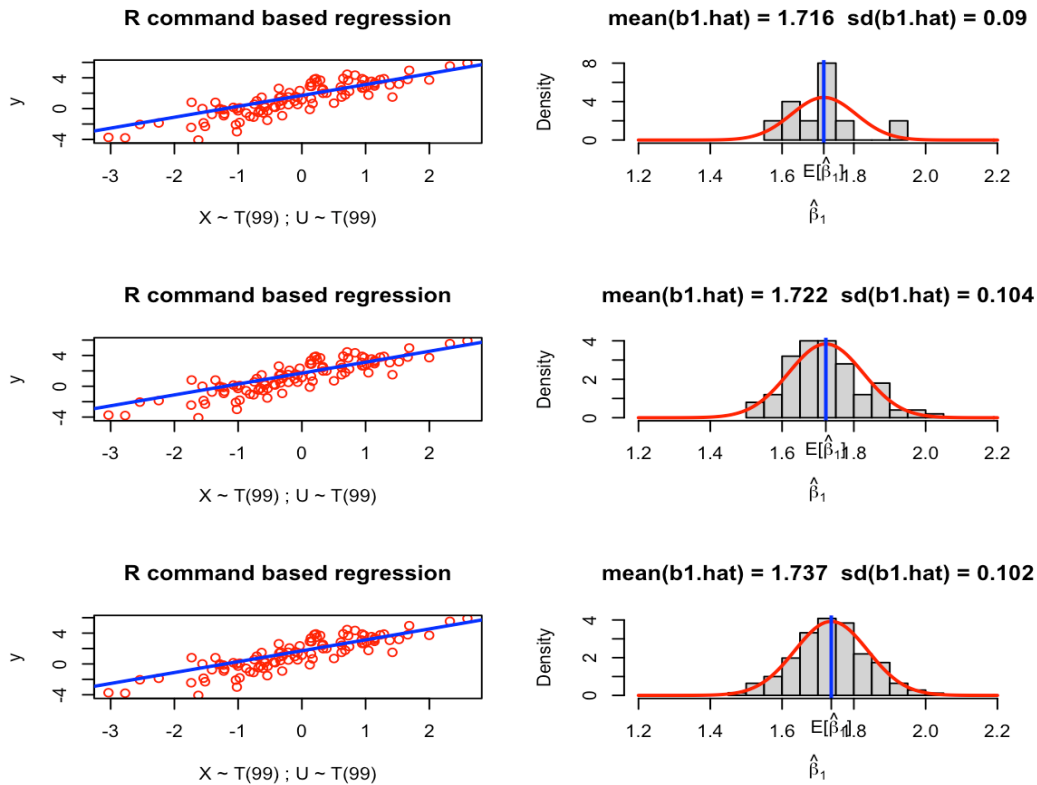 R command based regression
mean(b1.hat) = 1.716 sd(b1.hat) = 0.09
y
4
0
-4
-3 -2 -1 0 1 2
X ~ T(99) ; U ~ T(99)
Density
8
4
0
1.2 1.4 1.6 1.8 2.0 2.2
E[β̂₁]
β̂₁
R command based regression
mean(b1.hat) = 1.722 sd(b1.hat) = 0.104
y
4
0
-4
-3 -2 -1 0 1 2
X ~ T(99) ; U ~ T(99)
Density
4
2
0
1.2 1.4 1.6 1.8 2.0 2.2
E[β̂₁]
β̂₁
R command based regression
mean(b1.hat) = 1.737 sd(b1.hat) = 0.102
y
4
0
-4
-3 -2 -1 0 1 2
X ~ T(99) ; U ~ T(99)
Density
4
2
0
1.2 1.4 1.6 1.8 2.0 2.2
E[β̂₁]
β̂₁